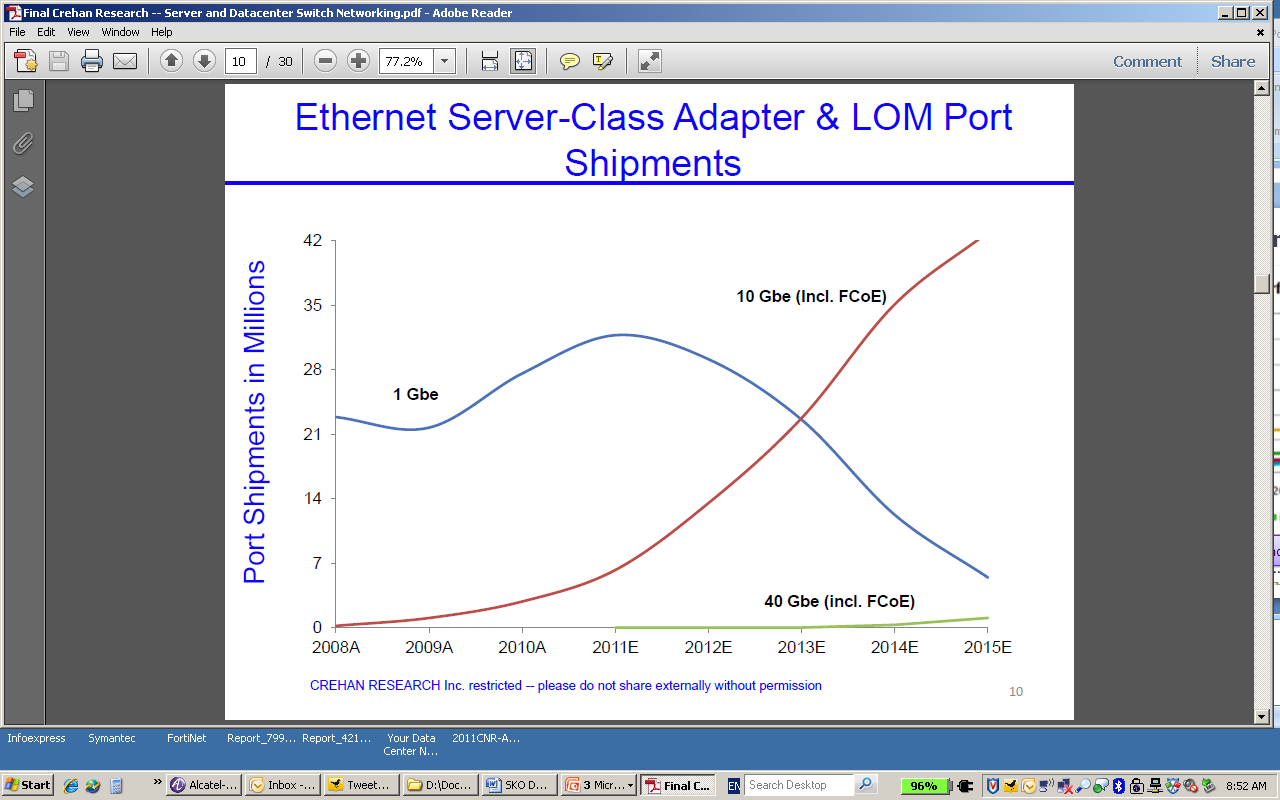 Final Crehan Research -- Server and Datacenter Switch Networking.pdf - Adobe Reader
File Edit View Window Help
10 / 30 77.2% Comment Share
Ethernet Server-Class Adapter & LOM Port
Shipments
Port Shipments in Millions
42
35
28
21
14
7
0
10 Gbe (Incl. FCoE)
1 Gbe
40 Gbe (incl. FCoE)
2008A 2009A 2010A 2011E 2012E 2013E 2014E 2015E
CREHAN RESEARCH Inc. restricted -- please do not share externally without permission
10
Infoexpress Symantec FortiNet Report_799... Report_421... Your Data 2011CNR-A...
Center N...
Start » Alcatel-... Inbox -... Tweet... D:\Doc... SKO D... 3 Micr... Final C... EN Search Desktop 96% 8:52 AM